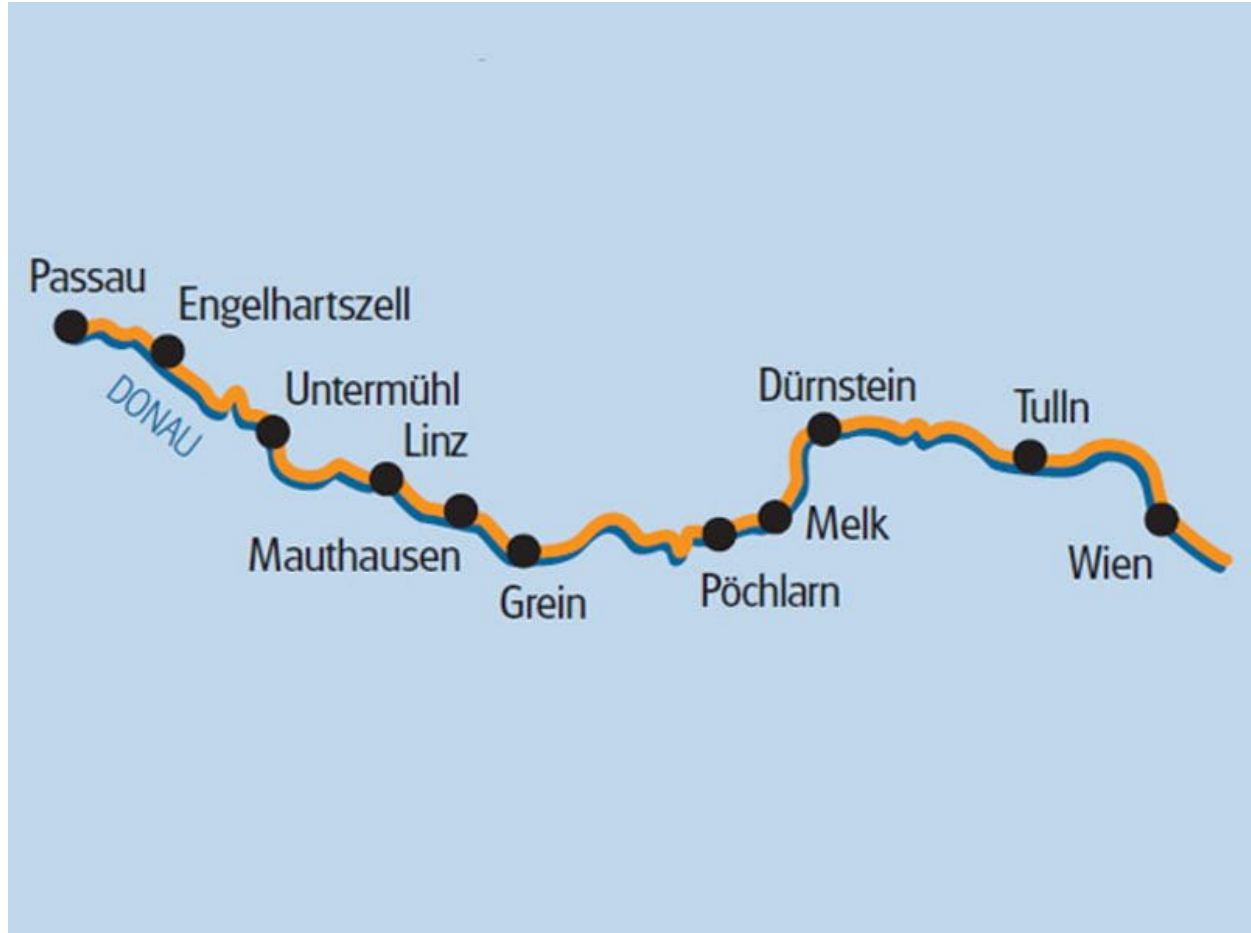 Passau
Engelhartszell
DONAU
Untermühl
Linz
Mauthausen
Grein
Pöchlarn
Melk
Dürnstein
Tulln
Wien